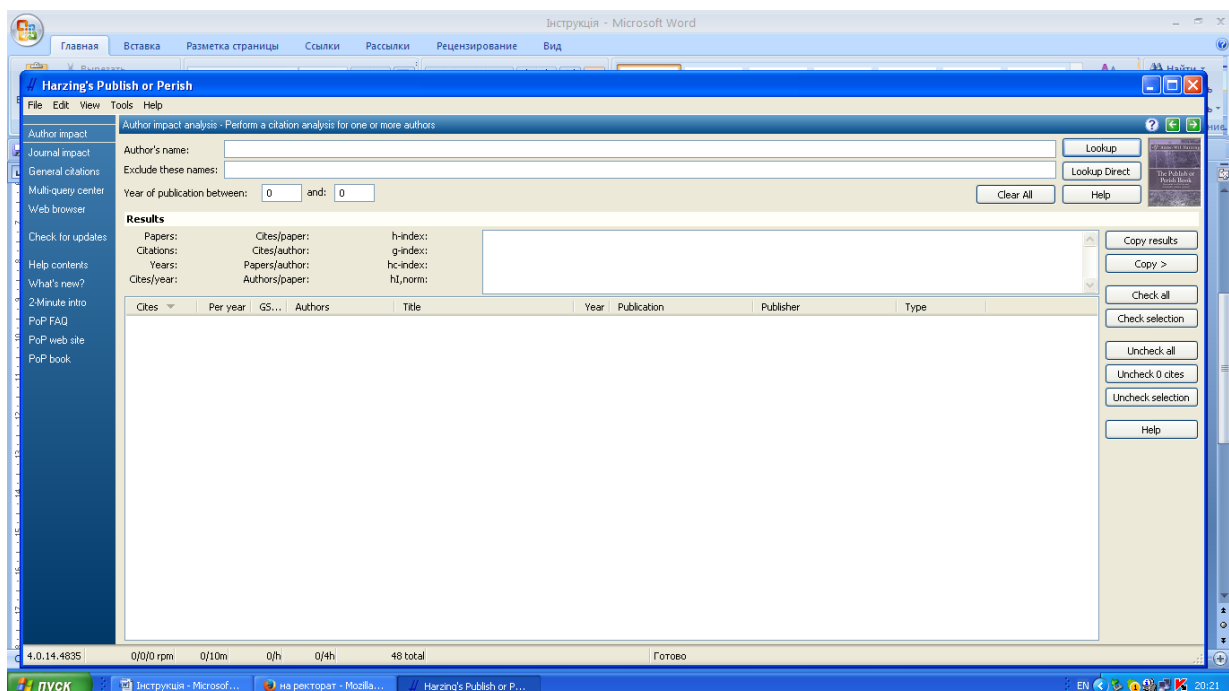 Інструкція - Microsoft Word
Главная Вставка Разметка страницы Ссылки Рассылки Рецензирование Вид
Вырезать Найти
Harzing's Publish or Perish
File Edit View Tools Help
Author impact
Journal impact
General citations
Multi-query center
Web browser
Check for updates
Help contents
What's new?
2-Minute intro
PoP FAQ
PoP web site
PoP book
Author impact analysis - Perform a citation analysis for one or more authors
Author's name: Lookup
Exclude these names: Lookup Direct
Year of publication between: 0 and: 0 Clear All Help
The Publish or
Perish Book
Results
Papers: Cites/paper: h-index:
Citations: Cites/author: g-index:
Years: Papers/author: hc-index:
Cites/year: Authors/paper: hI,norm:
Copy results
Copy >
Cites Per year GS... Authors Title Year Publication Publisher Type
Check all
Check selection
Uncheck all
Uncheck 0 cites
Uncheck selection
Help
4.0.14.4835 0/0/0 rpm 0/10m 0/h 0/4h 48 total Готово
пуск Інструкція - Microsof... на ректорат - Mozilla... Harzing's Publish or P... EN 20:21